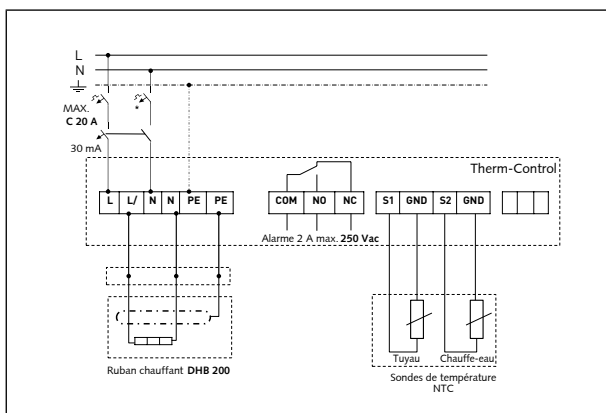 L
N
MAX.
C 20 A
*
30 mA
Therm-Control
L L/ N N PE PE
COM NO NC
S1 GND S2 GND
Alarme 2 A max. 250 Vac
Tuyau Chauffe-eau
Ruban chauffant DHB 200
Sondes de température
NTC